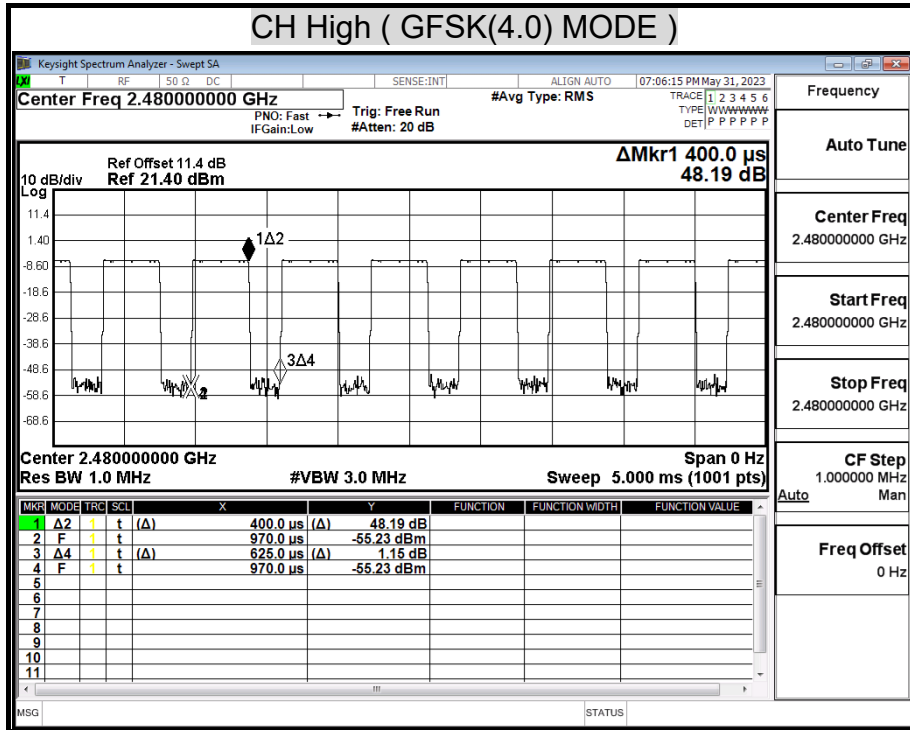 CH High ( GFSK(4.0) MODE )
Keysight Spectrum Analyzer - Swept SA
LXI T RF 50 Ω DC SENSE:INT ALIGN AUTO 07:06:15 PM May 31, 2023
Center Freq 2.480000000 GHz #Avg Type: RMS TRACE 1 2 3 4 5 6
PNO: Fast Trig: Free Run TYPE WWWWWW
IFGain:Low #Atten: 20 dB DET P P P P P P
Frequency
Auto Tune
Center Freq
2.480000000 GHz
Start Freq
2.480000000 GHz
Stop Freq
2.480000000 GHz
CF Step
1.000000 MHz
Auto Man
Freq Offset
0 Hz
ΔMkr1 400.0 µs
48.19 dB
Ref Offset 11.4 dB
10 dB/div Ref 21.40 dBm
Log
11.4
1.40
-8.60
-18.6
-28.6
-38.6
-48.6
-58.6
-68.6
1Δ2
3Δ4
2
Center 2.480000000 GHz Span 0 Hz
Res BW 1.0 MHz #VBW 3.0 MHz Sweep 5.000 ms (1001 pts)
MKR MODE TRC SCL X Y FUNCTION FUNCTION WIDTH FUNCTION VALUE
1 Δ2 1 t (Δ) 400.0 µs (Δ) 48.19 dB
2 F 1 t 970.0 µs -55.23 dBm
3 Δ4 1 t (Δ) 625.0 µs (Δ) 1.15 dB
4 F 1 t 970.0 µs -55.23 dBm
5
6
7
8
9
10
11
MSG STATUS